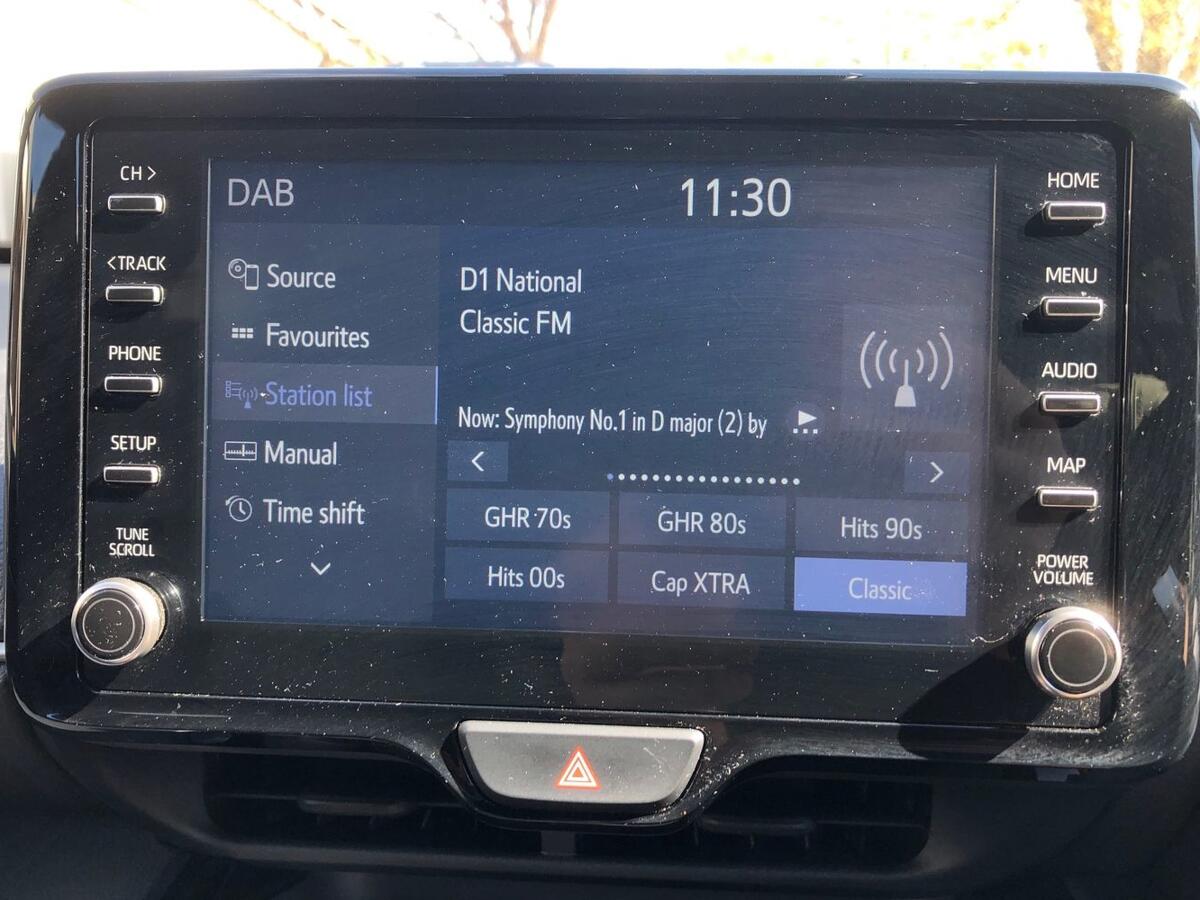 CH >
< TRACK
PHONE
SETUP
TUNE
SCROLL
DAB
11:30
Source
Favourites
Station list
Manual
Time shift
D1 National
Classic FM
Now: Symphony No.1 in D major (2) by
GHR 70s
GHR 80s
Hits 90s
Hits 00s
Cap XTRA
Classic
HOME
MENU
AUDIO
MAP
POWER
VOLUME